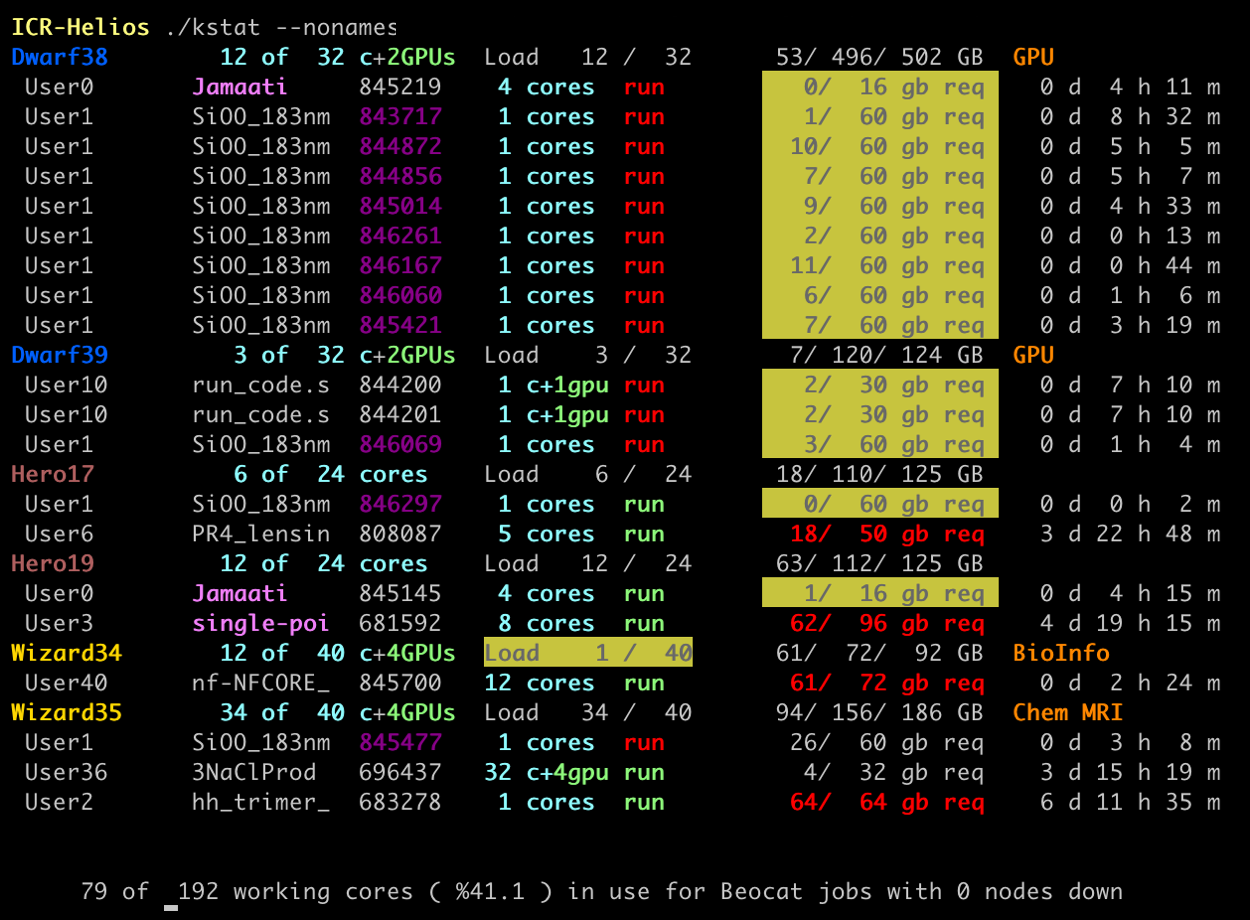 ICR-Helios ./kstat --nonames
Dwarf38 12 of 32 c+2GPUs Load 12 / 32 53/ 496/ 502 GB GPU
User0 Jamaati 845219 4 cores run 0/ 16 gb req 0 d 4 h 11 m
User1 SiOO_183nm 843717 1 cores run 1/ 60 gb req 0 d 8 h 32 m
User1 SiOO_183nm 844872 1 cores run 10/ 60 gb req 0 d 5 h 5 m
User1 SiOO_183nm 844856 1 cores run 7/ 60 gb req 0 d 5 h 7 m
User1 SiOO_183nm 845014 1 cores run 9/ 60 gb req 0 d 4 h 33 m
User1 SiOO_183nm 846261 1 cores run 2/ 60 gb req 0 d 0 h 13 m
User1 SiOO_183nm 846167 1 cores run 11/ 60 gb req 0 d 0 h 44 m
User1 SiOO_183nm 846060 1 cores run 6/ 60 gb req 0 d 1 h 6 m
User1 SiOO_183nm 845421 1 cores run 7/ 60 gb req 0 d 3 h 19 m
Dwarf39 3 of 32 c+2GPUs Load 3 / 32 7/ 120/ 124 GB GPU
User10 run_code.s 844200 1 c+1gpu run 2/ 30 gb req 0 d 7 h 10 m
User10 run_code.s 844201 1 c+1gpu run 2/ 30 gb req 0 d 7 h 10 m
User1 SiOO_183nm 846069 1 cores run 3/ 60 gb req 0 d 1 h 4 m
Hero17 6 of 24 cores Load 6 / 24 18/ 110/ 125 GB
User1 SiOO_183nm 846297 1 cores run 0/ 60 gb req 0 d 0 h 2 m
User6 PR4_lensin 808087 5 cores run 18/ 50 gb req 3 d 22 h 48 m
Hero19 12 of 24 cores Load 12 / 24 63/ 112/ 125 GB
User0 Jamaati 845145 4 cores run 1/ 16 gb req 0 d 4 h 15 m
User3 single-poi 681592 8 cores run 62/ 96 gb req 4 d 19 h 15 m
Wizard34 12 of 40 c+4GPUs Load 1 / 40 61/ 72/ 92 GB BioInfo
User40 nf-NFCORE_ 845700 12 cores run 61/ 72 gb req 0 d 2 h 24 m
Wizard35 34 of 40 c+4GPUs Load 34 / 40 94/ 156/ 186 GB Chem MRI
User1 SiOO_183nm 845477 1 cores run 26/ 60 gb req 0 d 3 h 8 m
User36 3NaClProd 696437 32 c+4gpu run 4/ 32 gb req 3 d 15 h 19 m
User2 hh_trimer_ 683278 1 cores run 64/ 64 gb req 6 d 11 h 35 m
79 of 192 working cores ( %41.1 ) in use for Beocat jobs with 0 nodes down